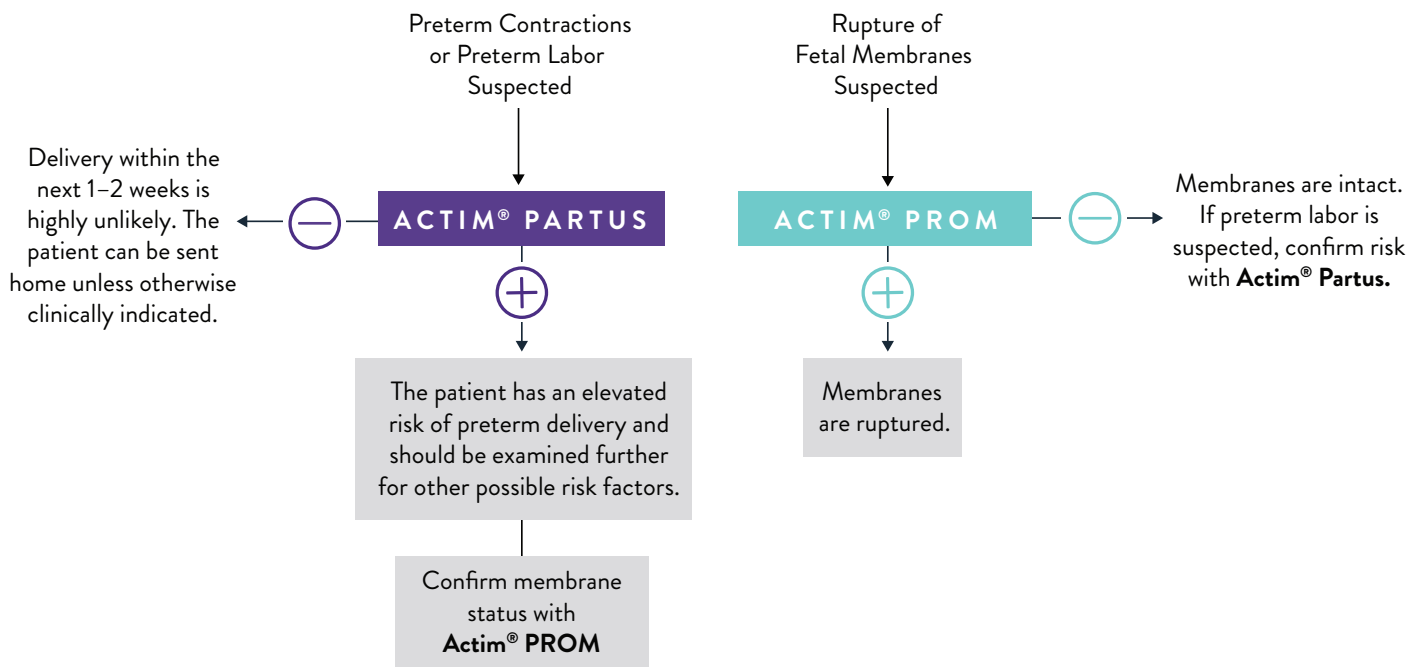 Preterm Contractions
or Preterm Labor
Suspected
Rupture of
Fetal Membranes
Suspected
Delivery within the
next 1–2 weeks is
highly unlikely. The
patient can be sent
home unless otherwise
clinically indicated.
ACTIM® PARTUS
ACTIM® PROM
Membranes are intact.
If preterm labor is
suspected, confirm risk
with Actim® Partus.
The patient has an elevated
risk of preterm delivery and
should be examined further
for other possible risk factors.
Membranes
are ruptured.
Confirm membrane
status with
Actim® PROM